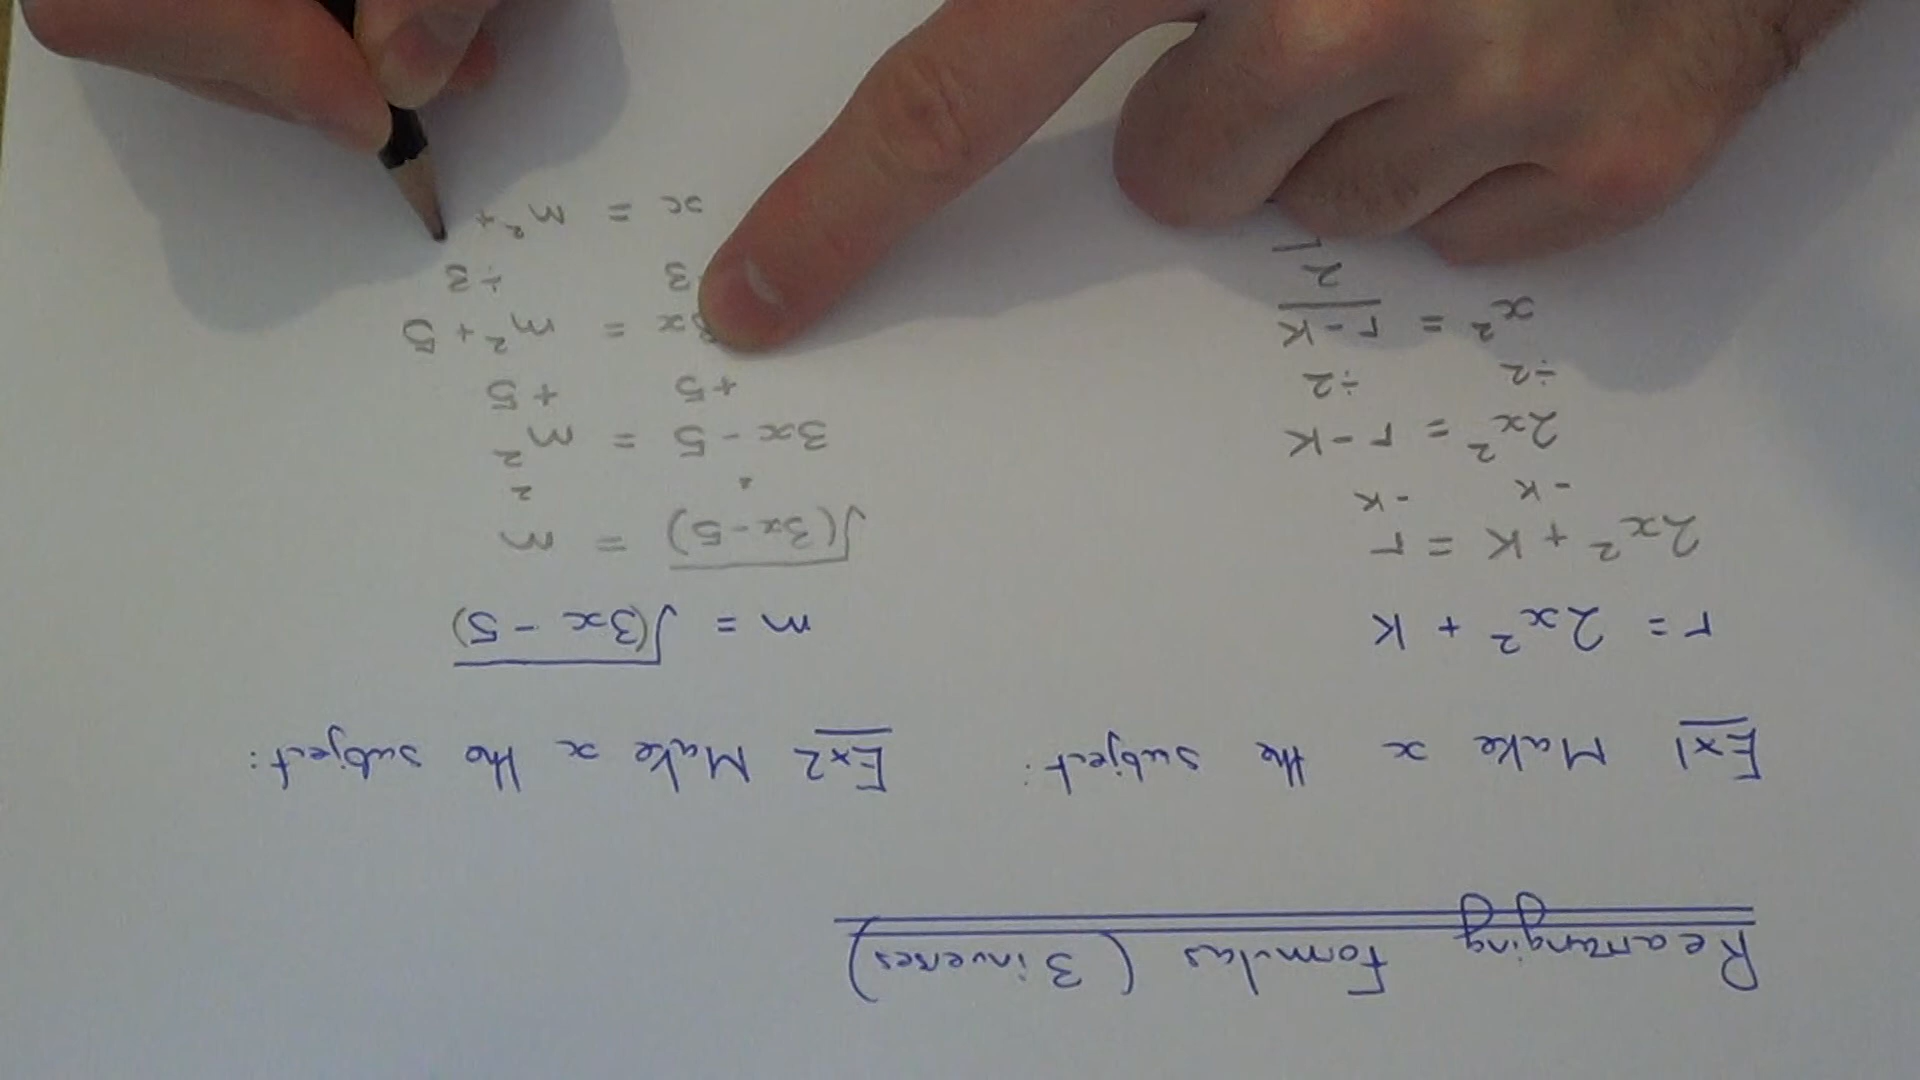 Rearranging Formulas (3 inverses)
Ex1 Make x the subject:
r = 2x² + k
2x² + k = r
-k -k
2x² = r - k
÷2 ÷2
x² = r - k
2
Ex2 Make x the subject:
m = √(3x - 5)
√(3x - 5) = m
² ²
3x - 5 = m²
+5 +5
3x = m² + 5
3 ÷3
x = m² +